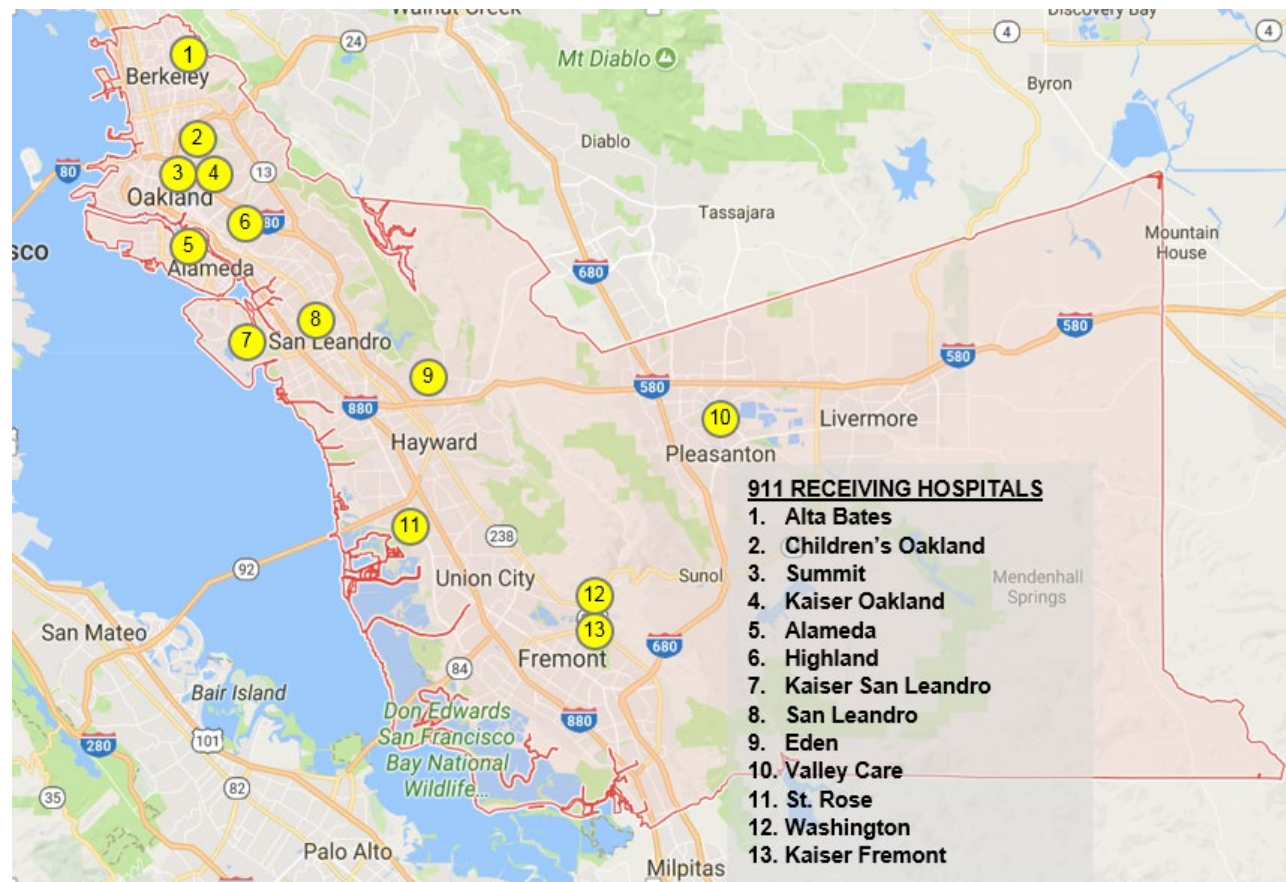 Walnut Creek
Discovery Bay
24
4
4
Mt Diablo
1
Berkeley
Byron
2
Diablo
80
3
4
13
Oakland
Tassajara
6
80
Mountain
House
5
sco
Alameda
680
8
580
7
San Leandro
580
9
580
880
10
Livermore
Hayward
Pleasanton
911 RECEIVING HOSPITALS
1. Alta Bates
2. Children's Oakland
3. Summit
4. Kaiser Oakland
5. Alameda
6. Highland
7. Kaiser San Leandro
8. San Leandro
9. Eden
10. Valley Care
11. St. Rose
12. Washington
13. Kaiser Fremont
11
238
92
Union City
Sunol
Mendenhall
Springs
12
San Mateo
13
680
Fremont
84
Bair Island
Don Edwards
San Francisco
Bay National
Wildlife...
880
101
280
82
35
Palo Alto
Milpitas